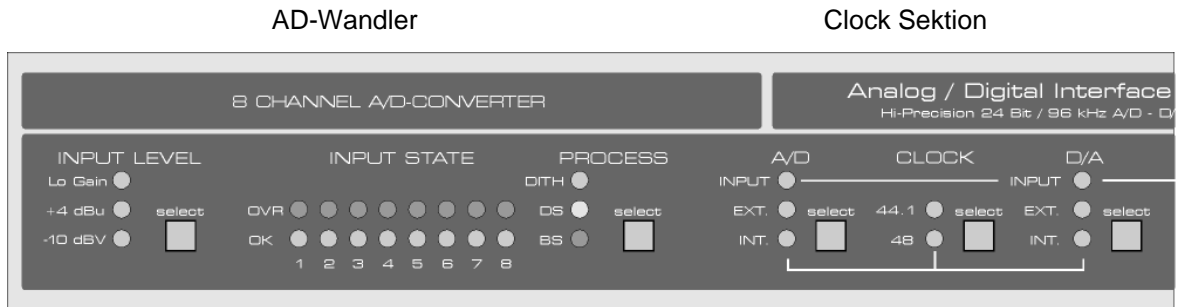 AD-Wandler Clock Sektion
8 CHANNEL A/D-CONVERTER
Analog / Digital Interface
Hi-Precision 24 Bit / 96 kHz A/D - D/
INPUT LEVEL INPUT STATE PROCESS A/D CLOCK D/A
Lo Gain DITH INPUT INPUT
+4 dBu select OVR DS select EXT. select 44.1 select EXT. select
-10 dBV OK BS INT. 48 INT.
1 2 3 4 5 6 7 8